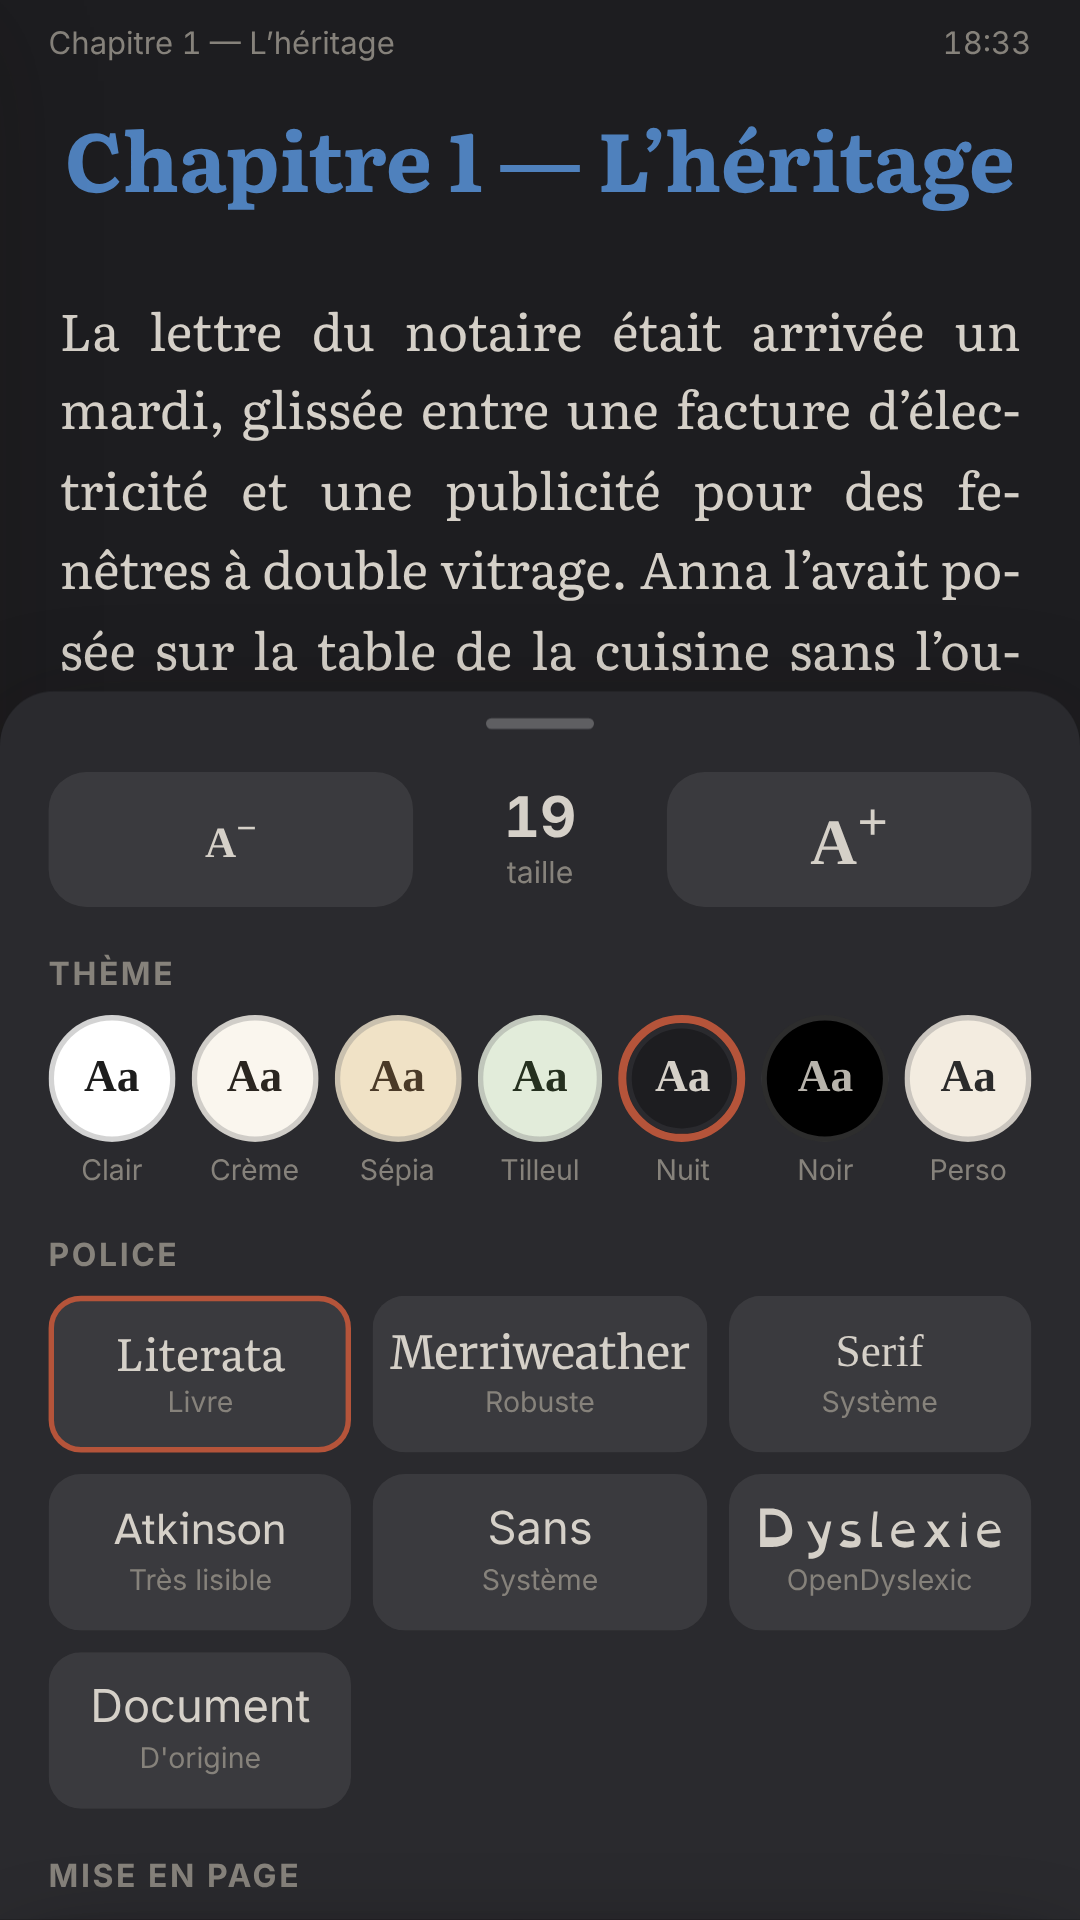 Chapitre 1 — L’héritage
18:33
Chapitre 1 — L’héritage
La lettre du notaire était arrivée un
mardi, glissée entre une facture d’élec-
tricité et une publicité pour des fe-
nêtres à double vitrage. Anna l’avait po-
sée sur la table de la cuisine sans l’ou-
A−
19
taille
A+
THÈME
Aa Aa Aa Aa Aa Aa Aa
Clair Crème Sépia Tilleul Nuit Noir Perso
POLICE
Literata Merriweather Serif
Livre Robuste Système
Atkinson Sans Dyslexie
Très lisible Système OpenDyslexic
Document
D'origine
MISE EN PAGE